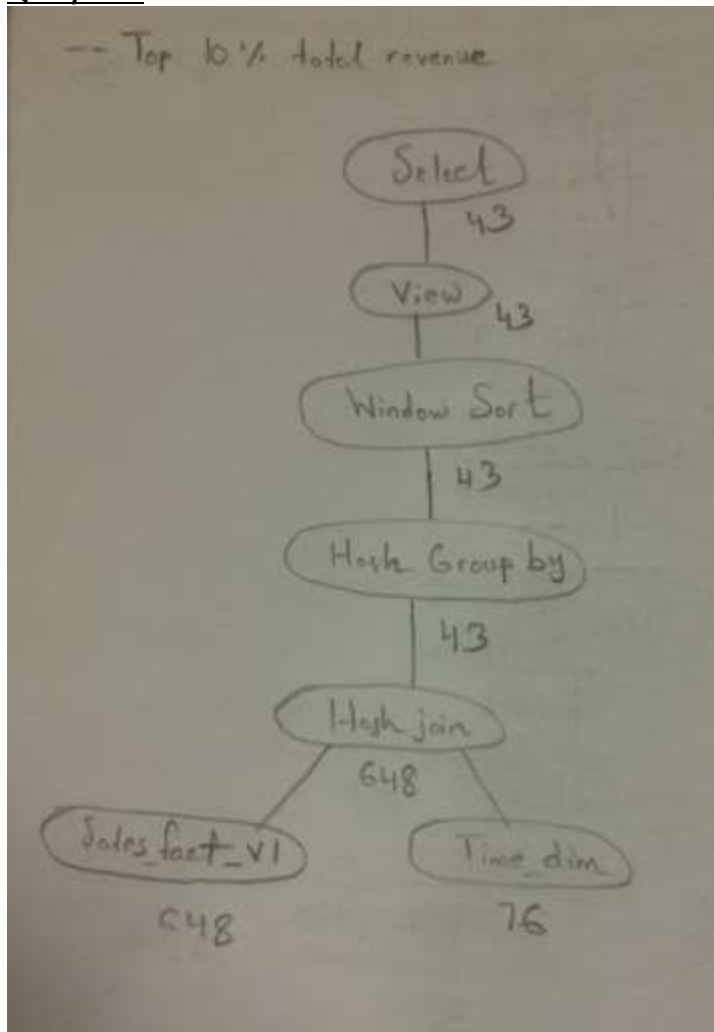 -- Top 10% total revenue
Select
43
View
43
Window Sort
43
Hash Group by
43
Hash join
648
Sales_fact_V1
Time_dim
648
76